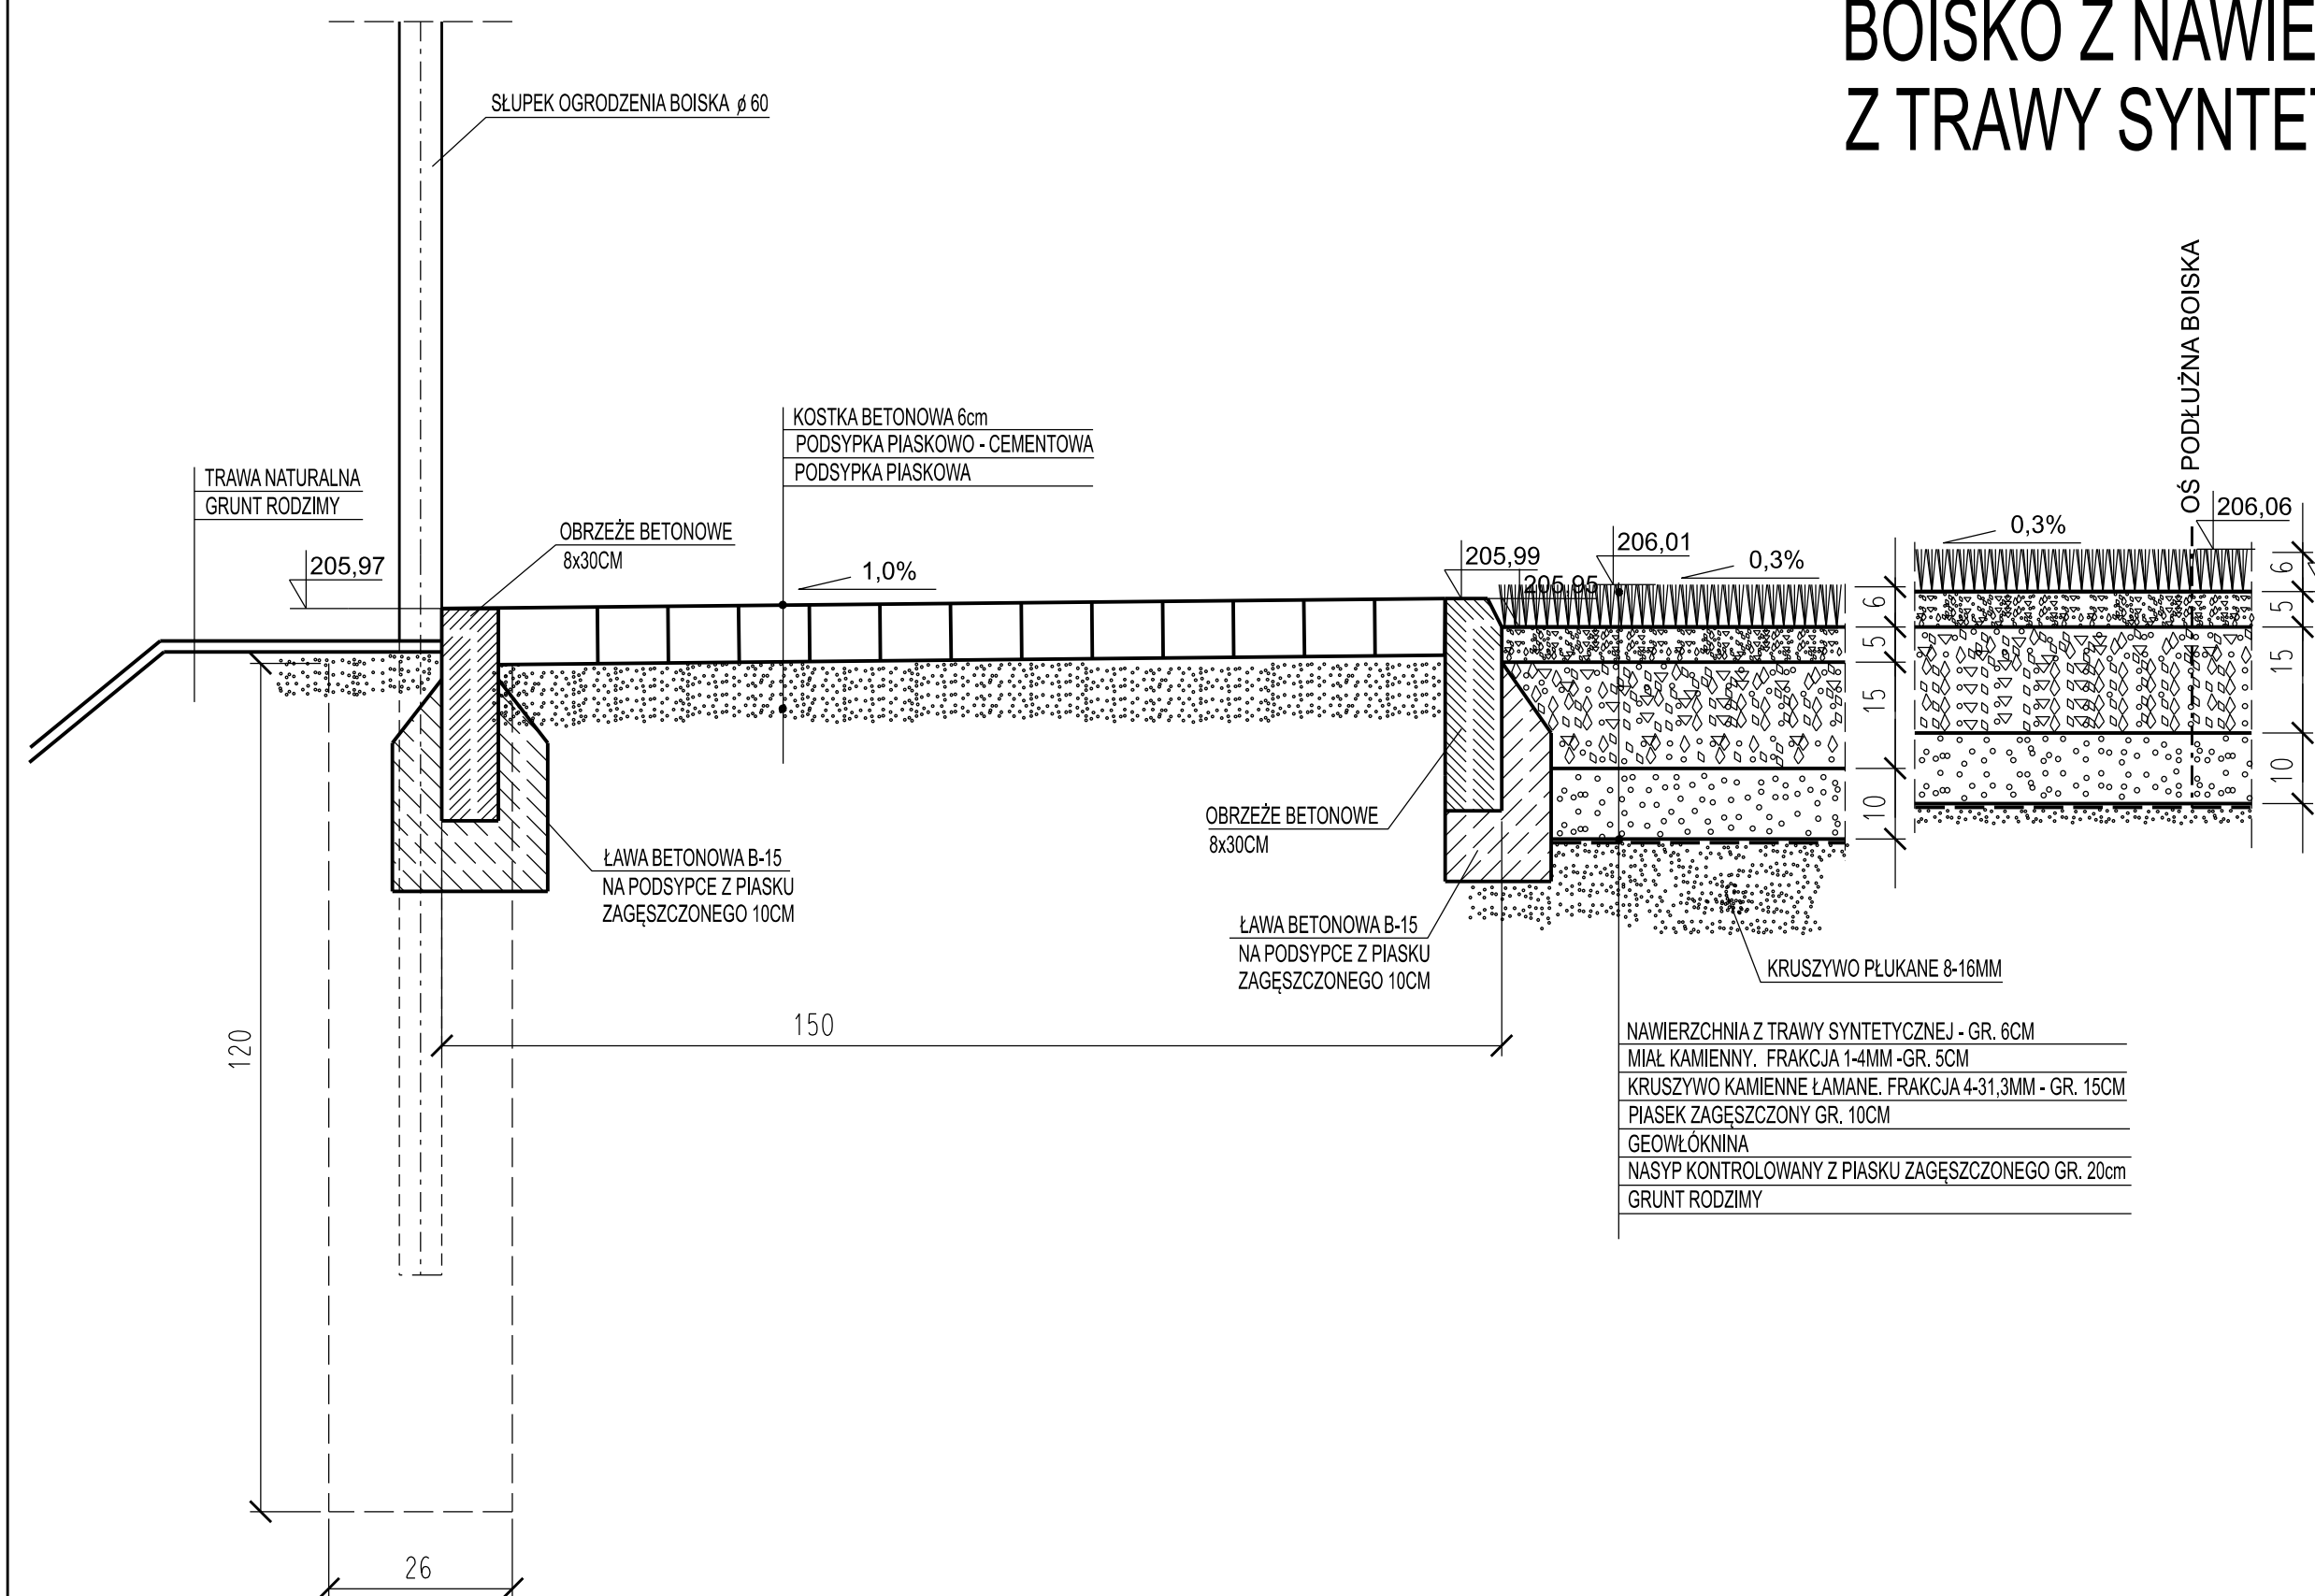 BOISKO Z NAWIE
Z TRAWY SYNTE
SŁUPEK OGRODZENIA BOISKA ø 60
OŚ PODŁUŻNA BOISKA
KOSTKA BETONOWA 6cm
PODSYPKA PIASKOWO - CEMENTOWA
PODSYPKA PIASKOWA
TRAWA NATURALNA
GRUNT RODZIMY
OBRZEŻE BETONOWE
8x30CM
205,97
1,0%
205,99
205,95
206,01
0,3%
0,3%
206,06
6
5
15
10
6
5
15
10
OBRZEŻE BETONOWE
8x30CM
ŁAWA BETONOWA B-15
NA PODSYPCE Z PIASKU
ZAGĘSZCZONEGO 10CM
ŁAWA BETONOWA B-15
NA PODSYPCE Z PIASKU
ZAGĘSZCZONEGO 10CM
KRUSZYWO PŁUKANE 8-16MM
150
120
NAWIERZCHNIA Z TRAWY SYNTETYCZNEJ - GR. 6CM
MIAŁ KAMIENNY. FRAKCJA 1-4MM -GR. 5CM
KRUSZYWO KAMIENNE ŁAMANE. FRAKCJA 4-31,3MM - GR. 15CM
PIASEK ZAGĘSZCZONY GR. 10CM
GEOWŁÓKNINA
NASYP KONTROLOWANY Z PIASKU ZAGĘSZCZONEGO GR. 20cm
GRUNT RODZIMY
26